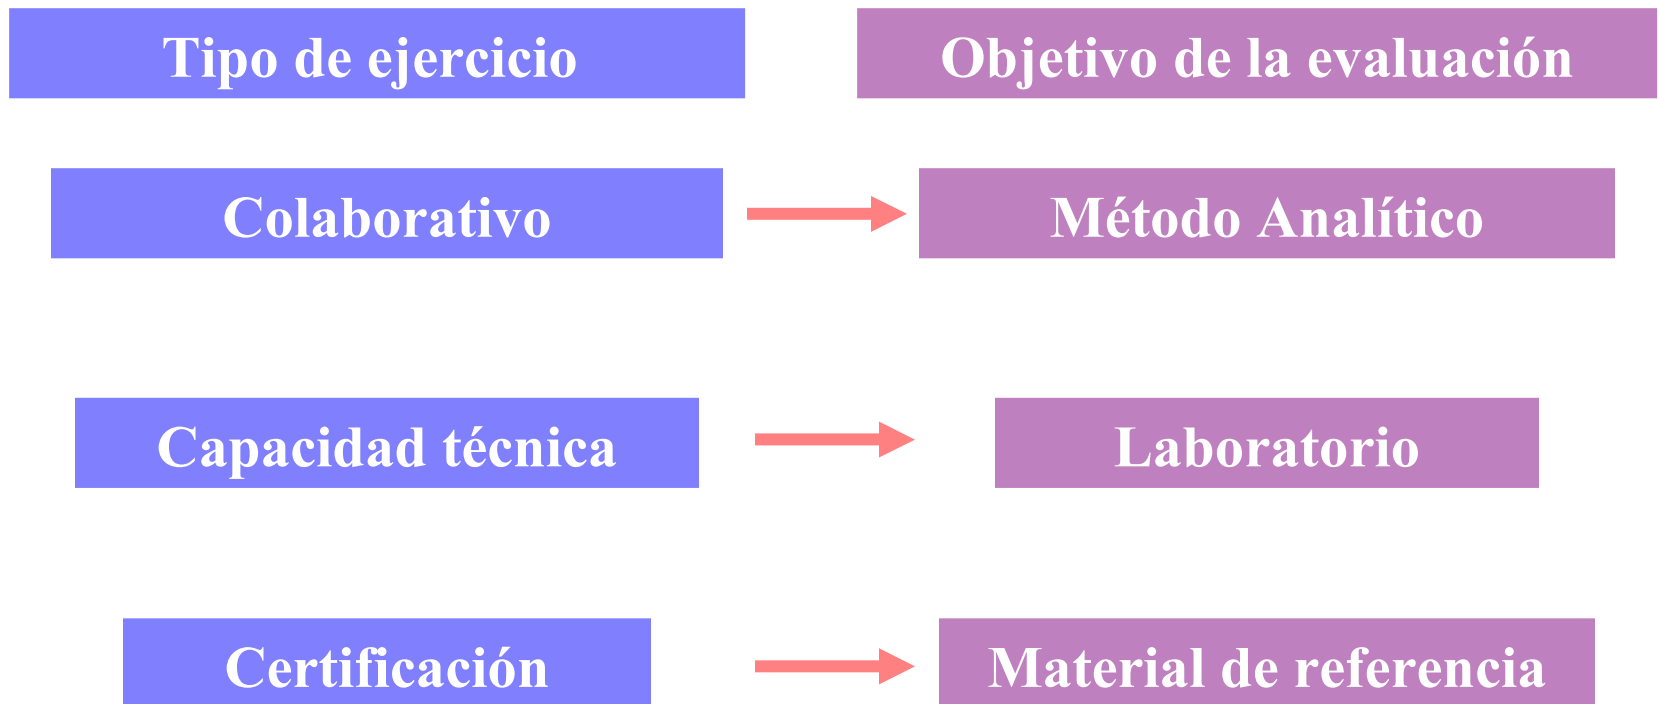 Tipo de ejercicio
Objetivo de la evaluación
Colaborativo
Método Analítico
Capacidad técnica
Laboratorio
Certificación
Material de referencia